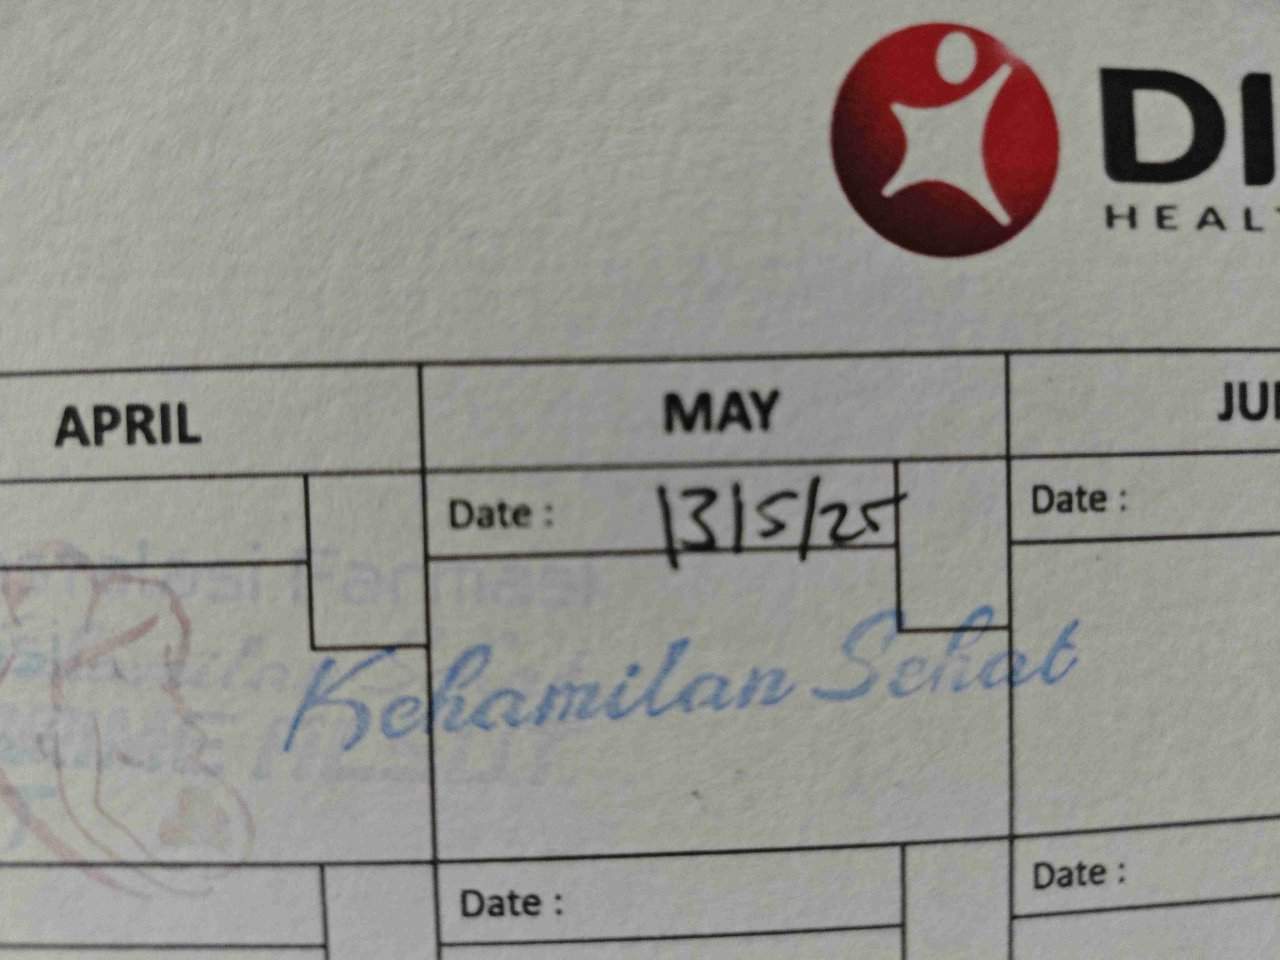 DI
HEAL
APRIL
MAY
JU
Date : 13/5/25
Date :
Kehamilan Sehat
Date :
Date :